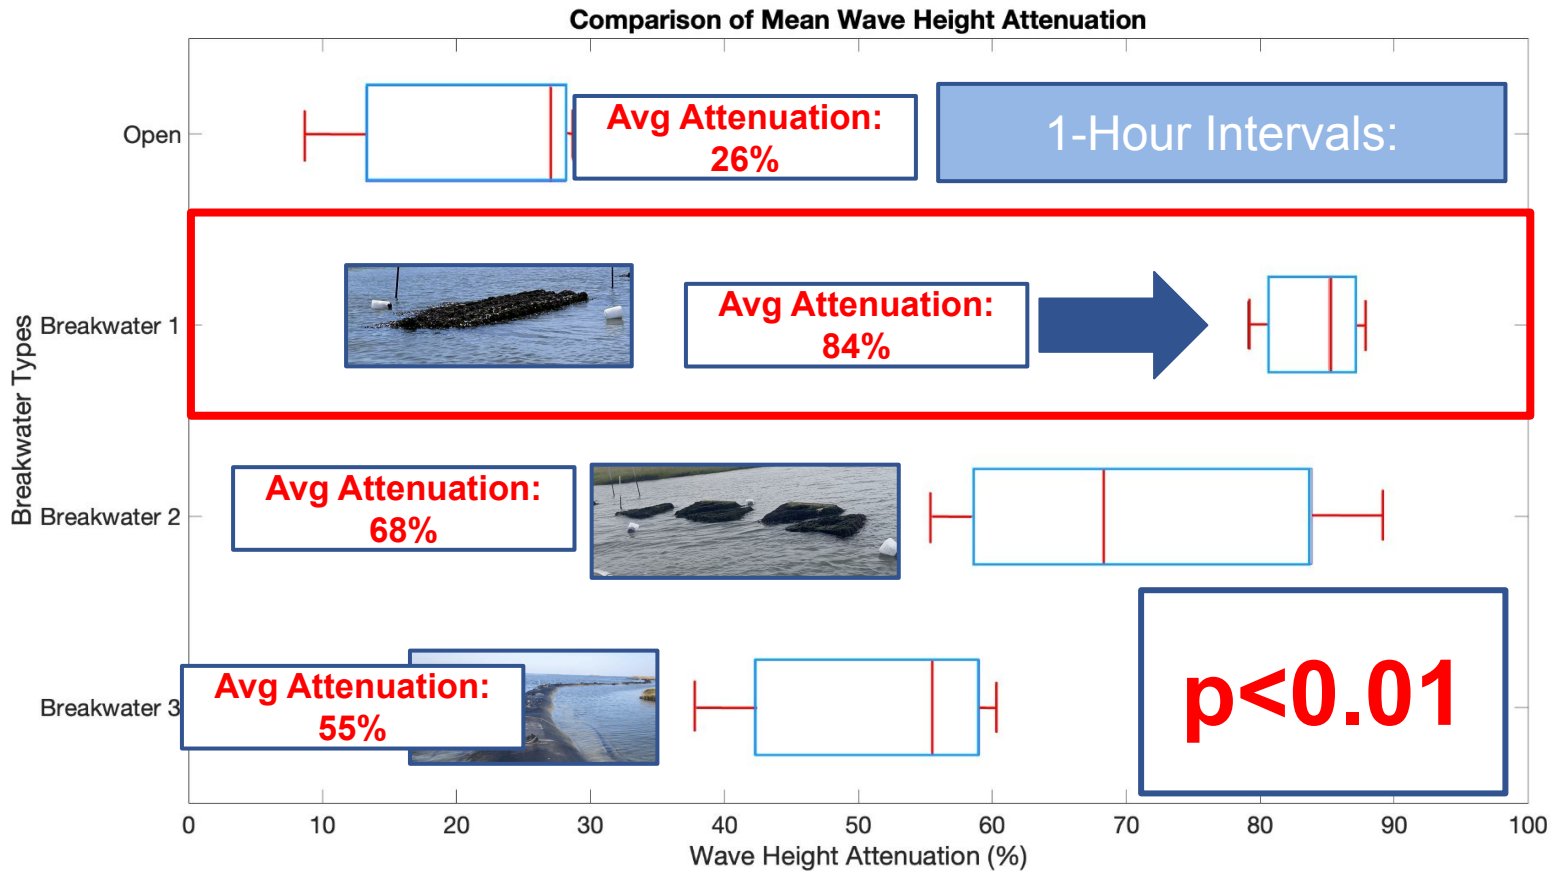 Comparison of Mean Wave Height Attenuation
Open
Avg Attenuation:
26%
1-Hour Intervals:
Breakwater Types
Breakwater 1
Avg Attenuation:
84%
Breakwater 2
Avg Attenuation:
68%
Breakwater 3
Avg Attenuation:
55%
p<0.01
0 10 20 30 40 50 60 70 80 90 100
Wave Height Attenuation (%)